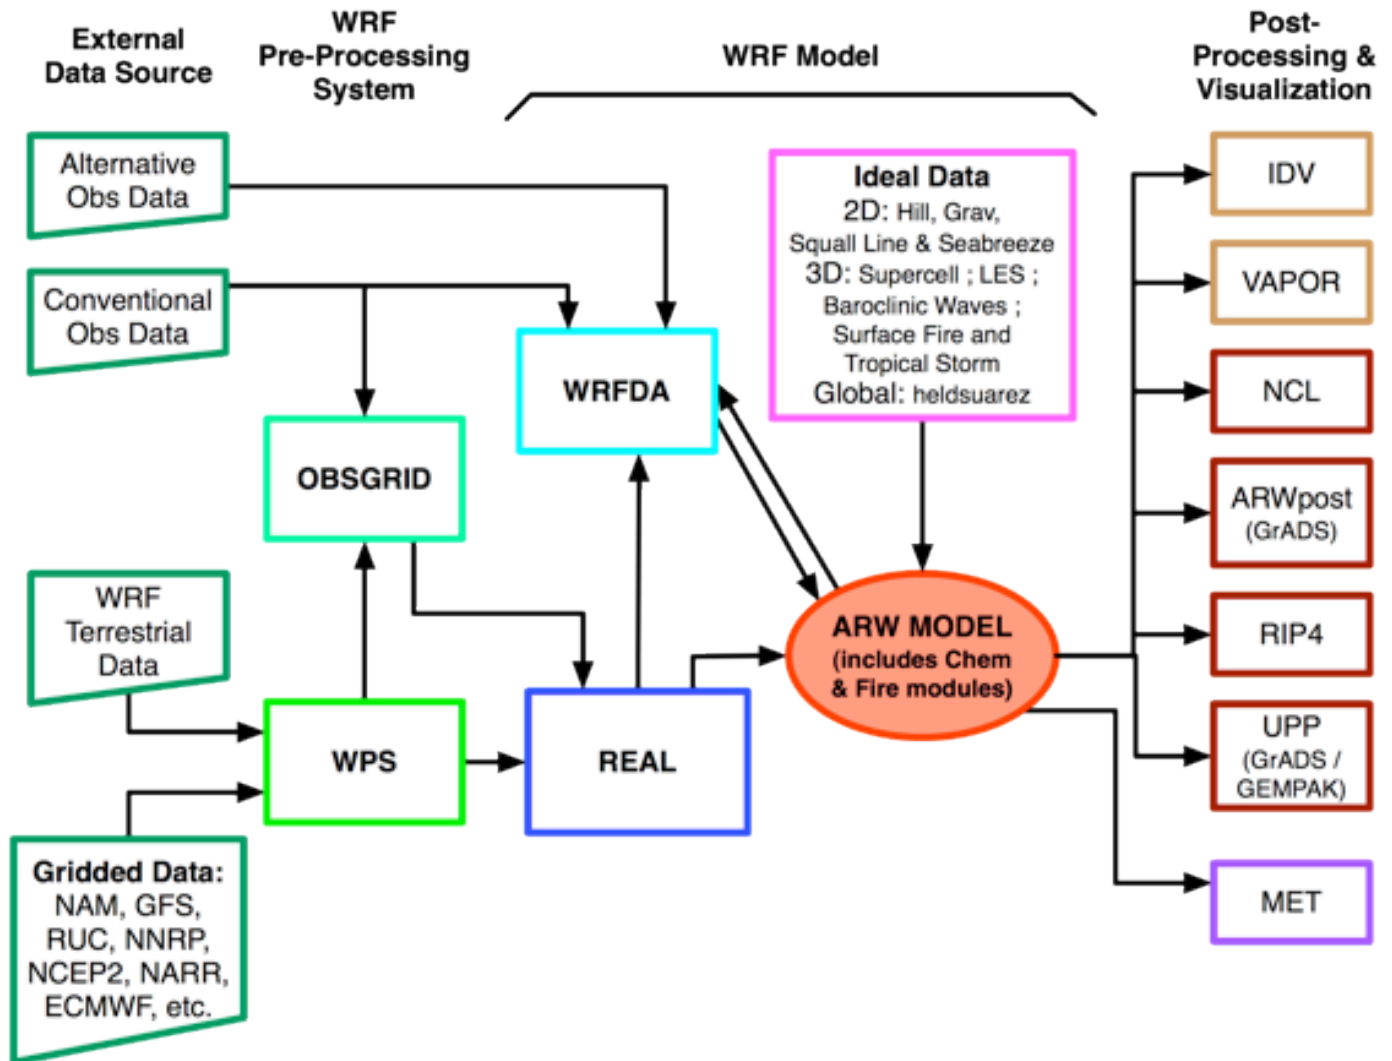 External
Data Source
WRF
Pre-Processing
System
WRF Model
Post-
Processing &
Visualization
Alternative
Obs Data
Conventional
Obs Data
WRF
Terrestrial
Data
Gridded Data:
NAM, GFS,
RUC, NNRP,
NCEP2, NARR,
ECMWF, etc.
OBSGRID
WPS
WRFDA
REAL
Ideal Data
2D: Hill, Grav,
Squall Line & Seabreeze
3D: Supercell ; LES ;
Baroclinic Waves ;
Surface Fire and
Tropical Storm
Global: heldsuarez
ARW MODEL
(includes Chem
& Fire modules)
IDV
VAPOR
NCL
ARWpost
(GrADS)
RIP4
UPP
(GrADS /
GEMPAK)
MET